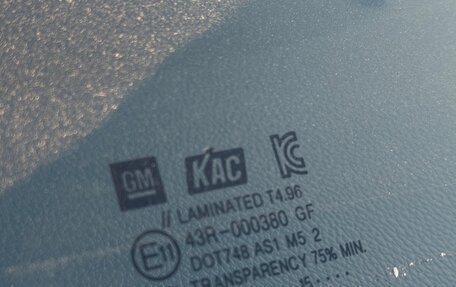 GM KAC KC
// LAMINATED T4.96
E11 43R-000380 GF
DOT748 AS1 M5 2
TRANSPARENCY 75% MIN.